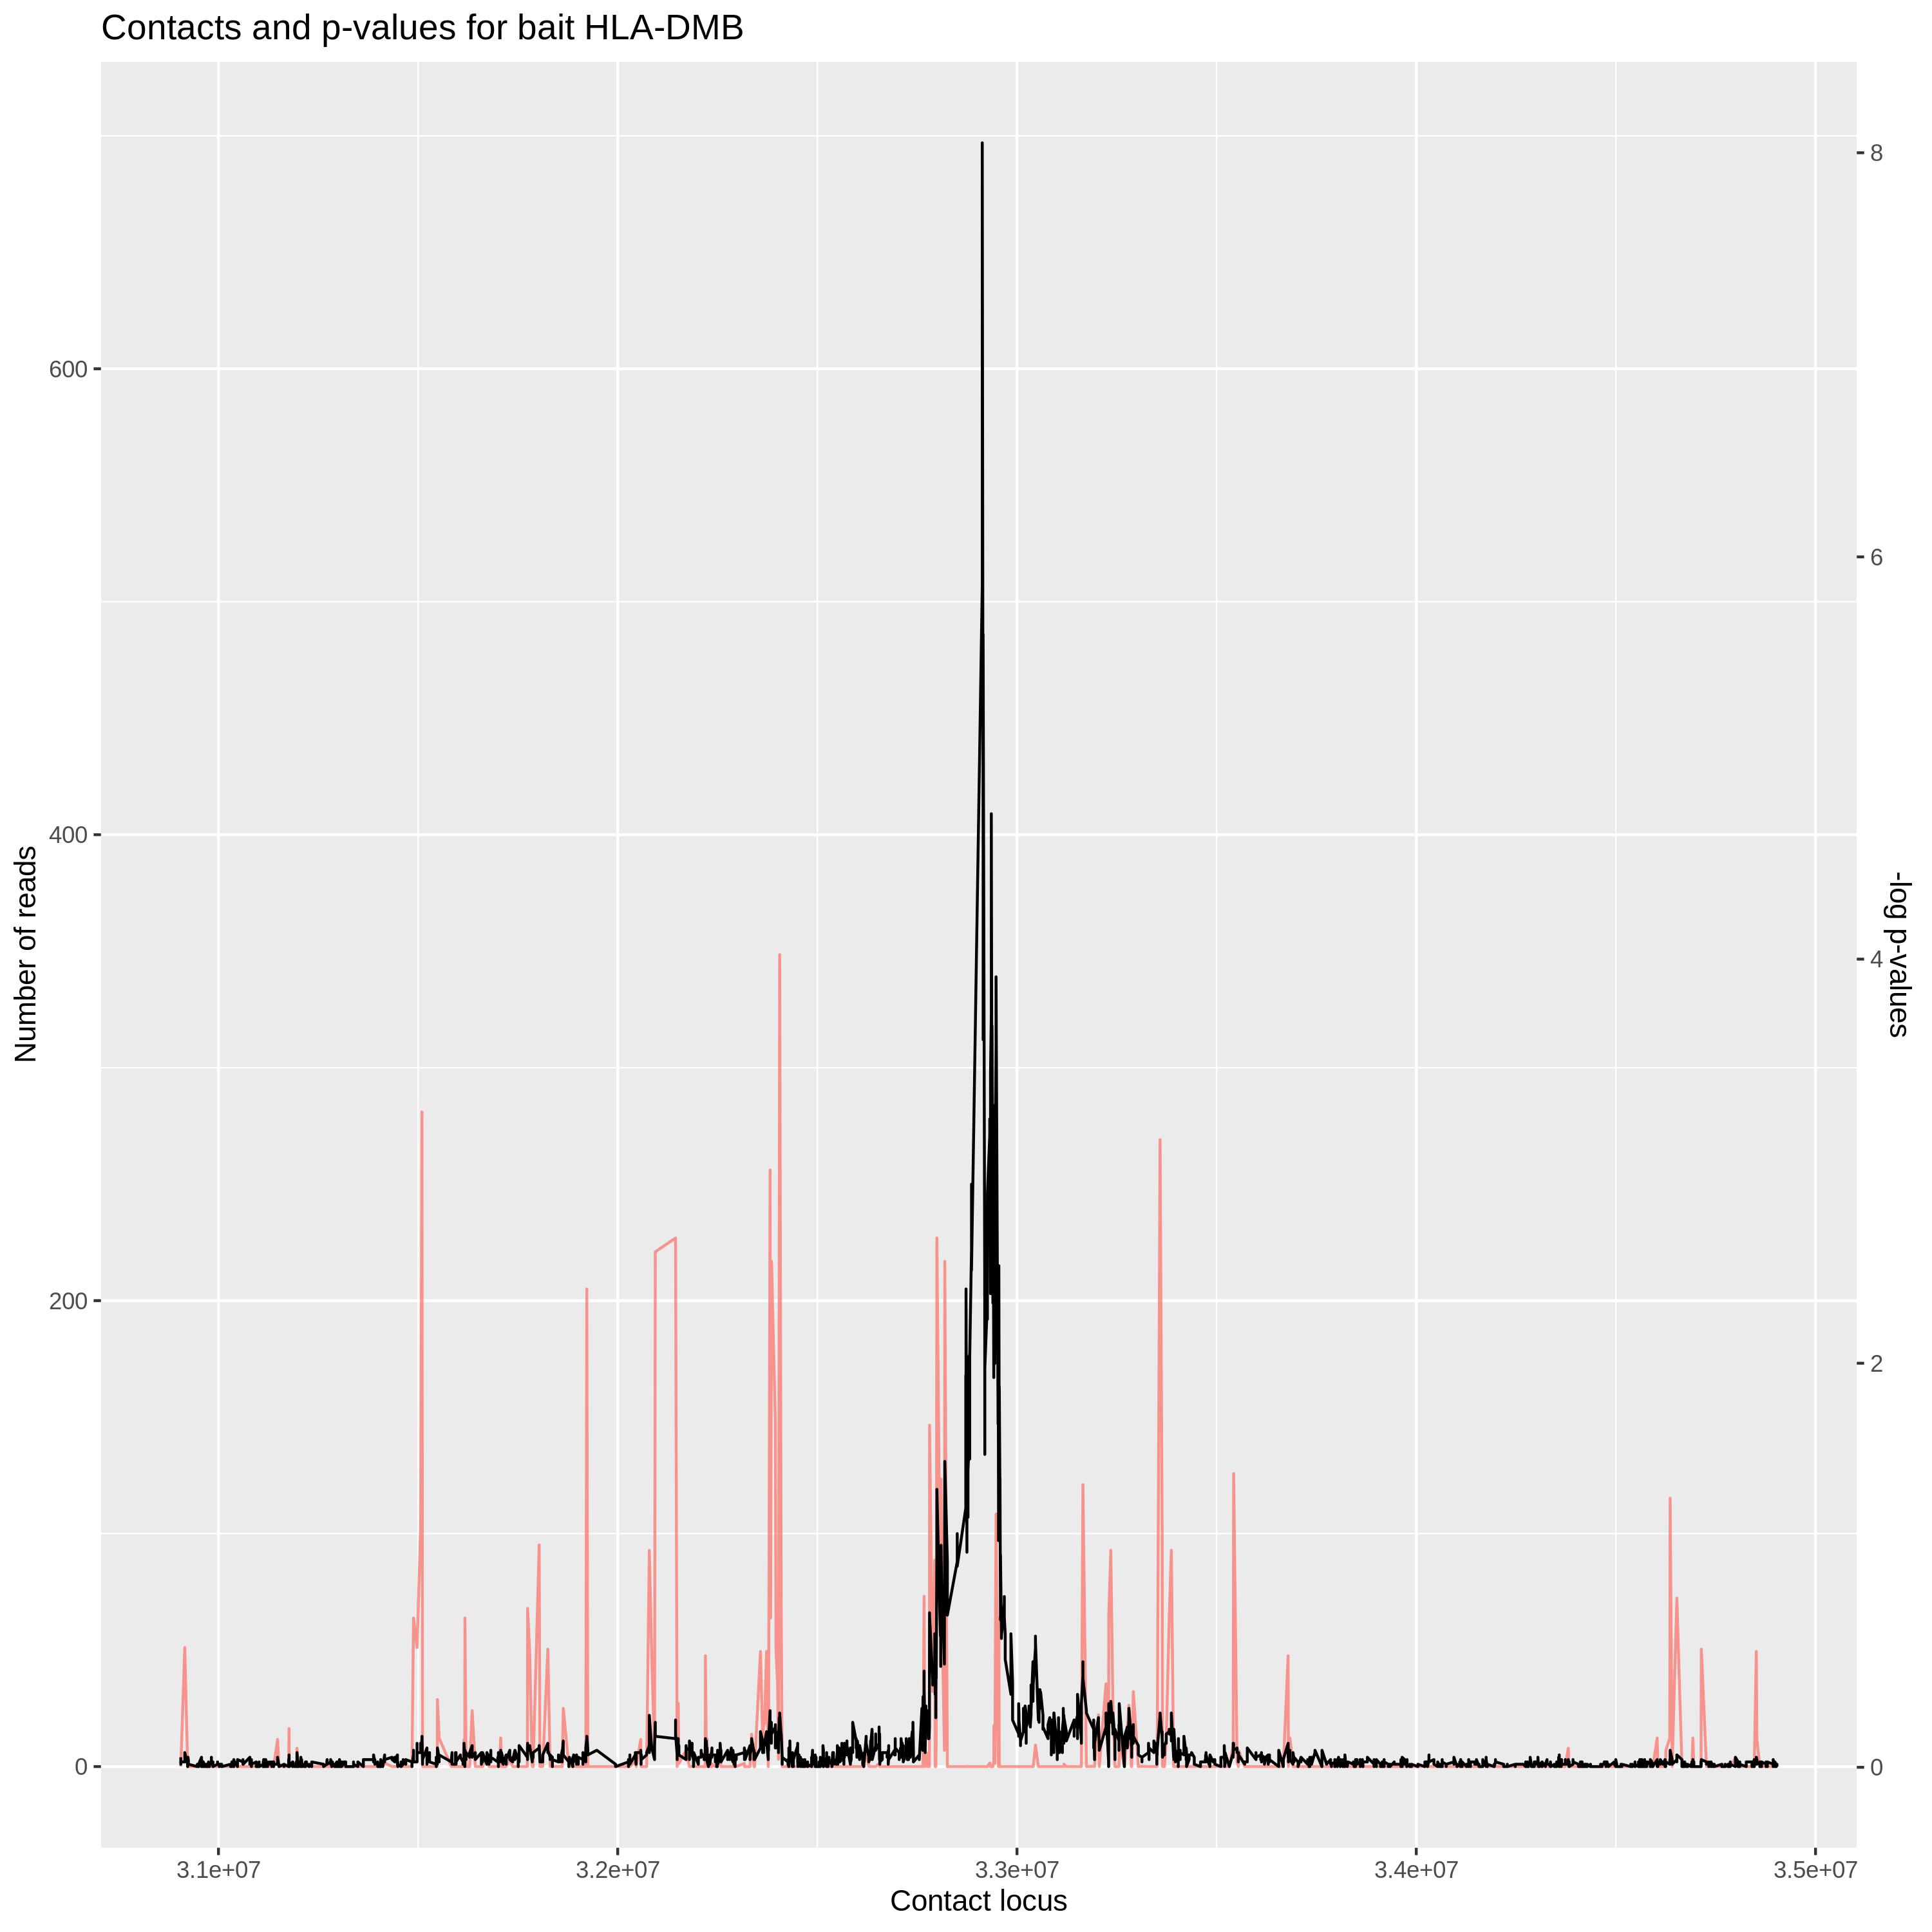 Contacts and p-values for bait HLA-DMB
Number of reads
600
400
200
0
8
6
4
2
0
-log p-values
3.1e+07
3.2e+07
3.3e+07
3.4e+07
3.5e+07
Contact locus